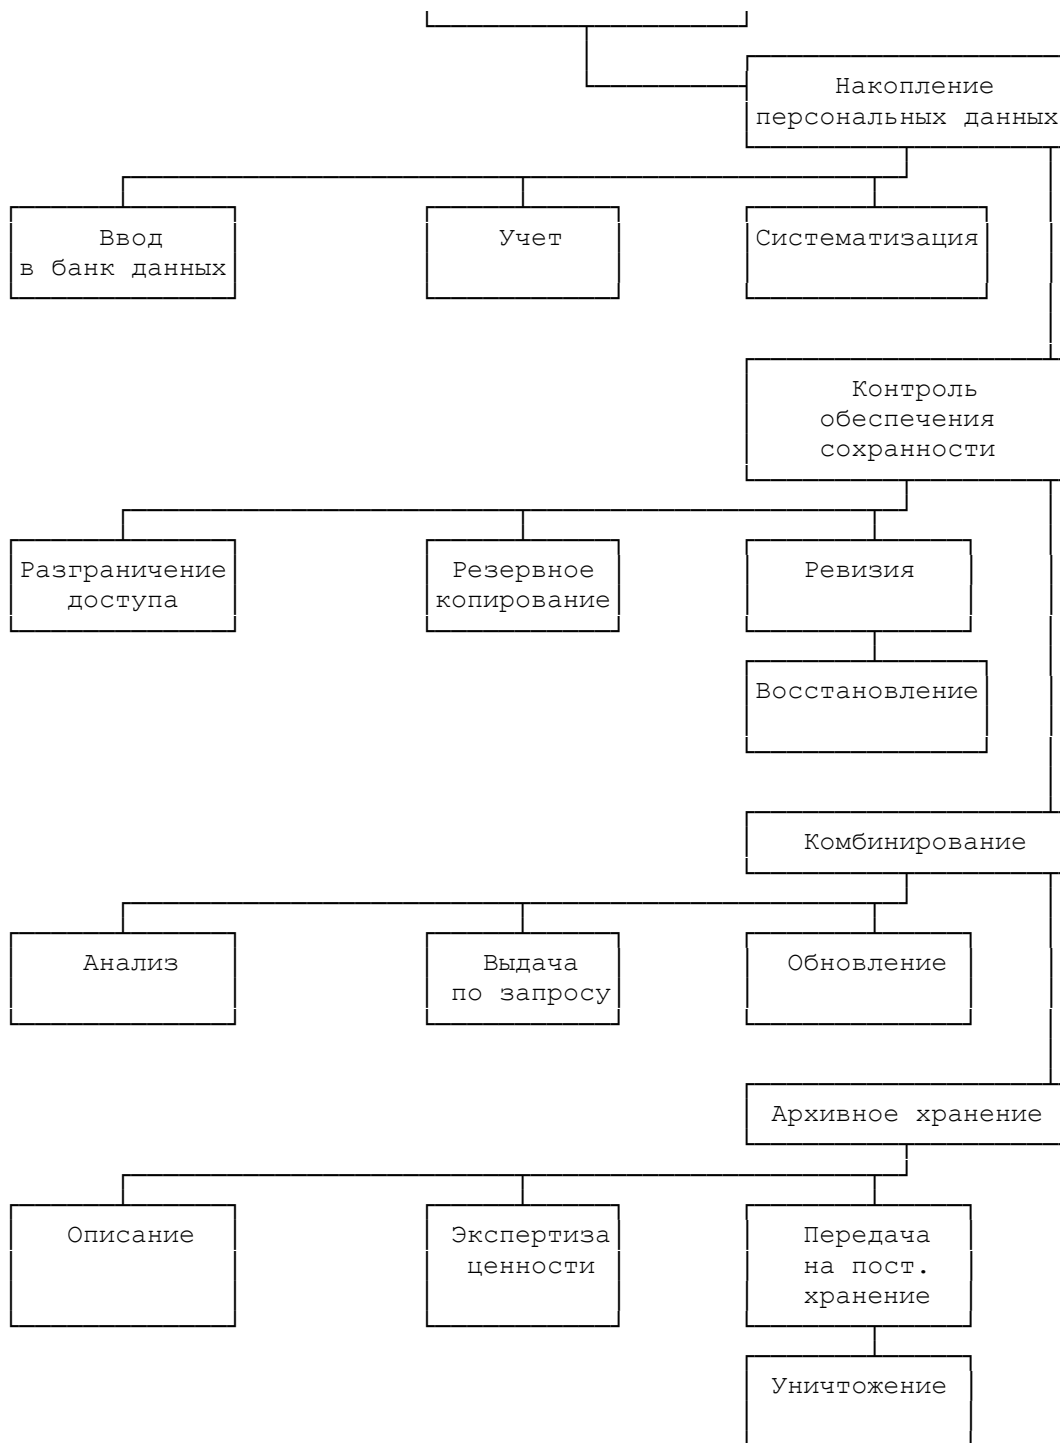 Накопление
персональных данных
Ввод
в банк данных
Учет
Систематизация
Контроль
обеспечения
сохранности
Разграничение
доступа
Резервное
копирование
Ревизия
Восстановление
Комбинирование
Анализ
Выдача
по запросу
Обновление
Архивное хранение
Описание
Экспертиза
ценности
Передача
на пост.
хранение
Уничтожение